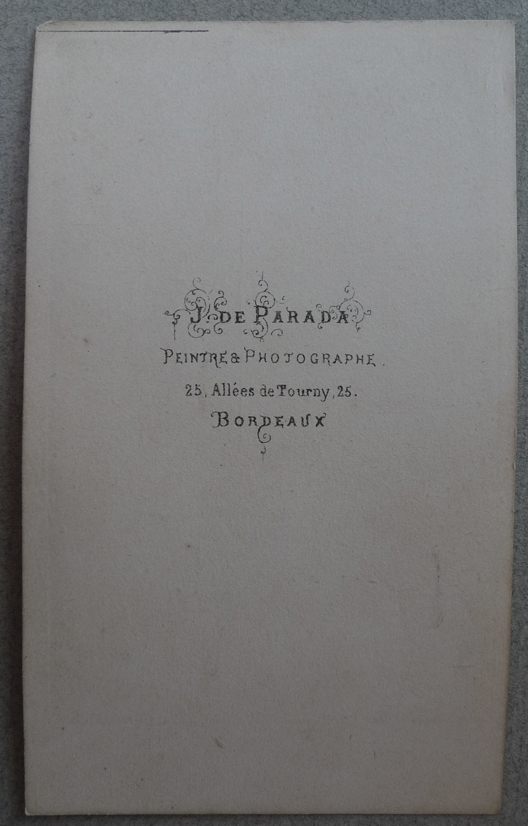 J. DE PARADA
PEINTRE & PHOTOGRAPHE.
25, Allées de Tourny, 25.
BORDEAUX